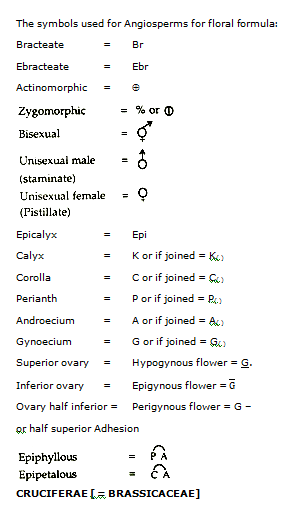 The symbols used for Angiosperms for floral formula:
Bracteate = Br
Ebracteate = Ebr
Actinomorphic = ⊕
Zygomorphic = % or ⦶
Bisexual = ⚥
Unisexual male = ♂
(staminate)
Unisexual female = ♀
(Pistillate)
Epicalyx = Epi
Calyx = K or if joined = K( )
Corolla = C or if joined = C( )
Perianth = P or if joined = P( )
Androecium = A or if joined = A( )
Gynoecium = G or if joined = G( )
Superior ovary = Hypogynous flower = G̲.
Inferior ovary = Epigynous flower = G̅
Ovary half inferior = Perigynous flower = G –
or half superior Adhesion
Epiphyllous = P͡ A
Epipetalous = C͡ A
CRUCIFERAE [ = BRASSICACEAE]